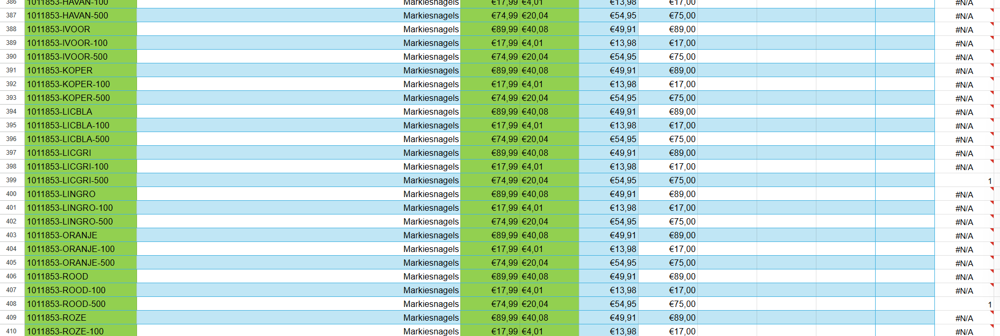 386 1011853-HAVAN-100 Markiesnagels €17,99 €4,01 €13,98 €17,00 #N/A
387 1011853-HAVAN-500 Markiesnagels €74,99 €20,04 €54,95 €75,00 #N/A
388 1011853-IVOOR Markiesnagels €89,99 €40,08 €49,91 €89,00 #N/A
389 1011853-IVOOR-100 Markiesnagels €17,99 €4,01 €13,98 €17,00 #N/A
390 1011853-IVOOR-500 Markiesnagels €74,99 €20,04 €54,95 €75,00 #N/A
391 1011853-KOPER Markiesnagels €89,99 €40,08 €49,91 €89,00 #N/A
392 1011853-KOPER-100 Markiesnagels €17,99 €4,01 €13,98 €17,00 #N/A
393 1011853-KOPER-500 Markiesnagels €74,99 €20,04 €54,95 €75,00 #N/A
394 1011853-LICBLA Markiesnagels €89,99 €40,08 €49,91 €89,00 #N/A
395 1011853-LICBLA-100 Markiesnagels €17,99 €4,01 €13,98 €17,00 #N/A
396 1011853-LICBLA-500 Markiesnagels €74,99 €20,04 €54,95 €75,00 #N/A
397 1011853-LICGRI Markiesnagels €89,99 €40,08 €49,91 €89,00 #N/A
398 1011853-LICGRI-100 Markiesnagels €17,99 €4,01 €13,98 €17,00 #N/A
399 1011853-LICGRI-500 Markiesnagels €74,99 €20,04 €54,95 €75,00 1
400 1011853-LINGRO Markiesnagels €89,99 €40,08 €49,91 €89,00 #N/A
401 1011853-LINGRO-100 Markiesnagels €17,99 €4,01 €13,98 €17,00 #N/A
402 1011853-LINGRO-500 Markiesnagels €74,99 €20,04 €54,95 €75,00 #N/A
403 1011853-ORANJE Markiesnagels €89,99 €40,08 €49,91 €89,00 #N/A
404 1011853-ORANJE-100 Markiesnagels €17,99 €4,01 €13,98 €17,00 #N/A
405 1011853-ORANJE-500 Markiesnagels €74,99 €20,04 €54,95 €75,00 #N/A
406 1011853-ROOD Markiesnagels €89,99 €40,08 €49,91 €89,00 #N/A
407 1011853-ROOD-100 Markiesnagels €17,99 €4,01 €13,98 €17,00 #N/A
408 1011853-ROOD-500 Markiesnagels €74,99 €20,04 €54,95 €75,00 1
409 1011853-ROZE Markiesnagels €89,99 €40,08 €49,91 €89,00 #N/A
410 1011853-ROZE-100 Markiesnagels €17,99 €4,01 €13,98 €17,00 #N/A